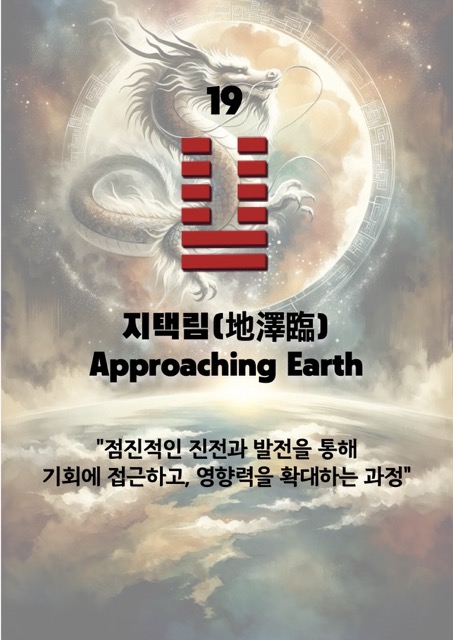 19
지택림(地澤臨)
Approaching Earth
"점진적인 진전과 발전을 통해
기회에 접근하고, 영향력을 확대하는 과정"